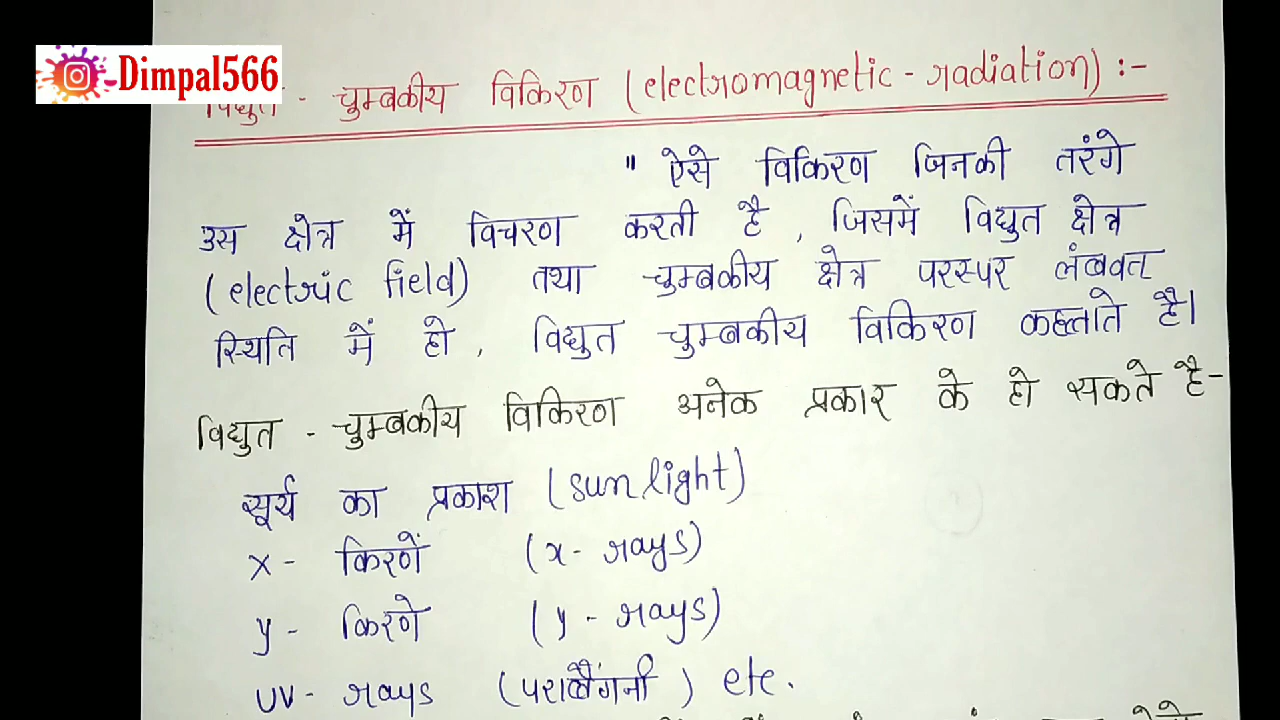 Dimpal566
विद्युत - चुम्बकीय विकिरण (electromagnetic - radiation) :-
" ऐसे विकिरण जिनकी तरंगे
उस क्षेत्र में विचरण करती है , जिसमें विद्युत क्षेत्र
(electric field) तथा चुम्बकीय क्षेत्र परस्पर लंबवत
स्थिति में हो , विद्युत चुम्बकीय विकिरण कहलाते है।
विद्युत - चुम्बकीय विकिरण अनेक प्रकार के हो सकते है-
सूर्य का प्रकाश (sunlight)
x - किरणें (x - rays)
y - किरणे (y - rays)
UV - rays (पराबैंगनी ) etc.